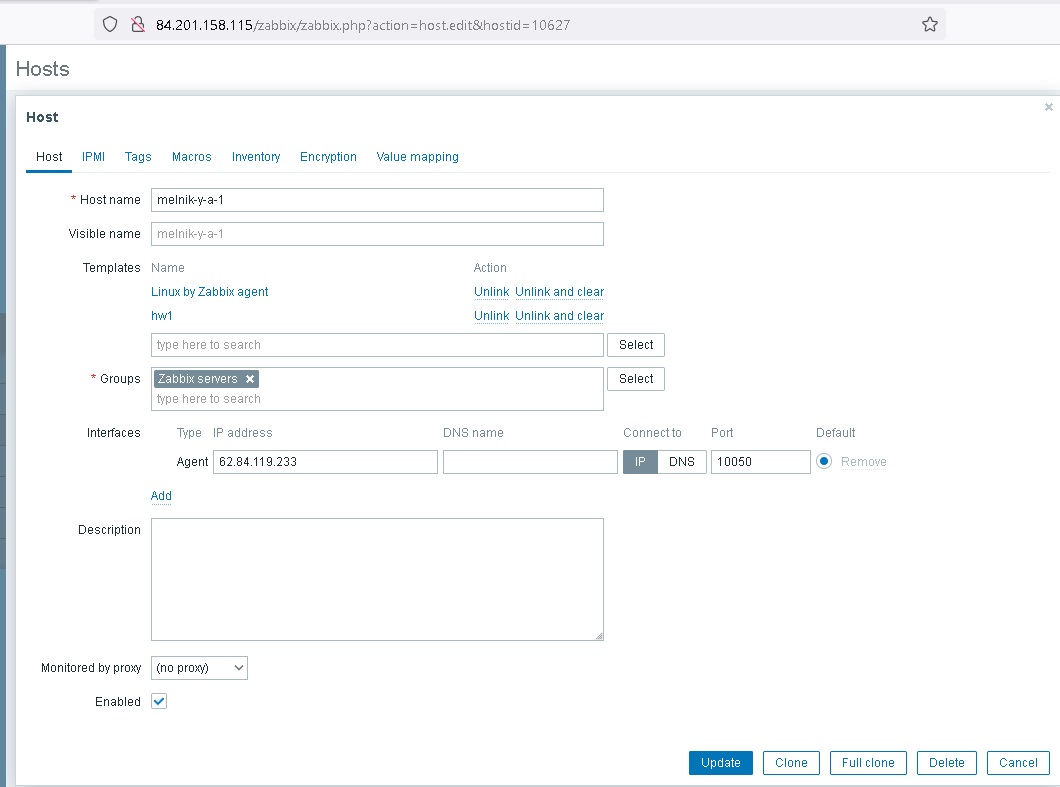 84.201.158.115/zabbix/zabbix.php?action=host.edit&hostid=10627
Hosts
Host
Host IPMI Tags Macros Inventory Encryption Value mapping
* Host name melnik-y-a-1
Visible name melnik-y-a-1
Templates Name Action
Linux by Zabbix agent Unlink Unlink and clear
hw1 Unlink Unlink and clear
type here to search Select
* Groups Zabbix servers Select
type here to search
Interfaces Type IP address DNS name Connect to Port Default
Agent 62.84.119.233 IP DNS 10050 Remove
Add
Description
Monitored by proxy (no proxy)
Enabled
Update Clone Full clone Delete Cancel